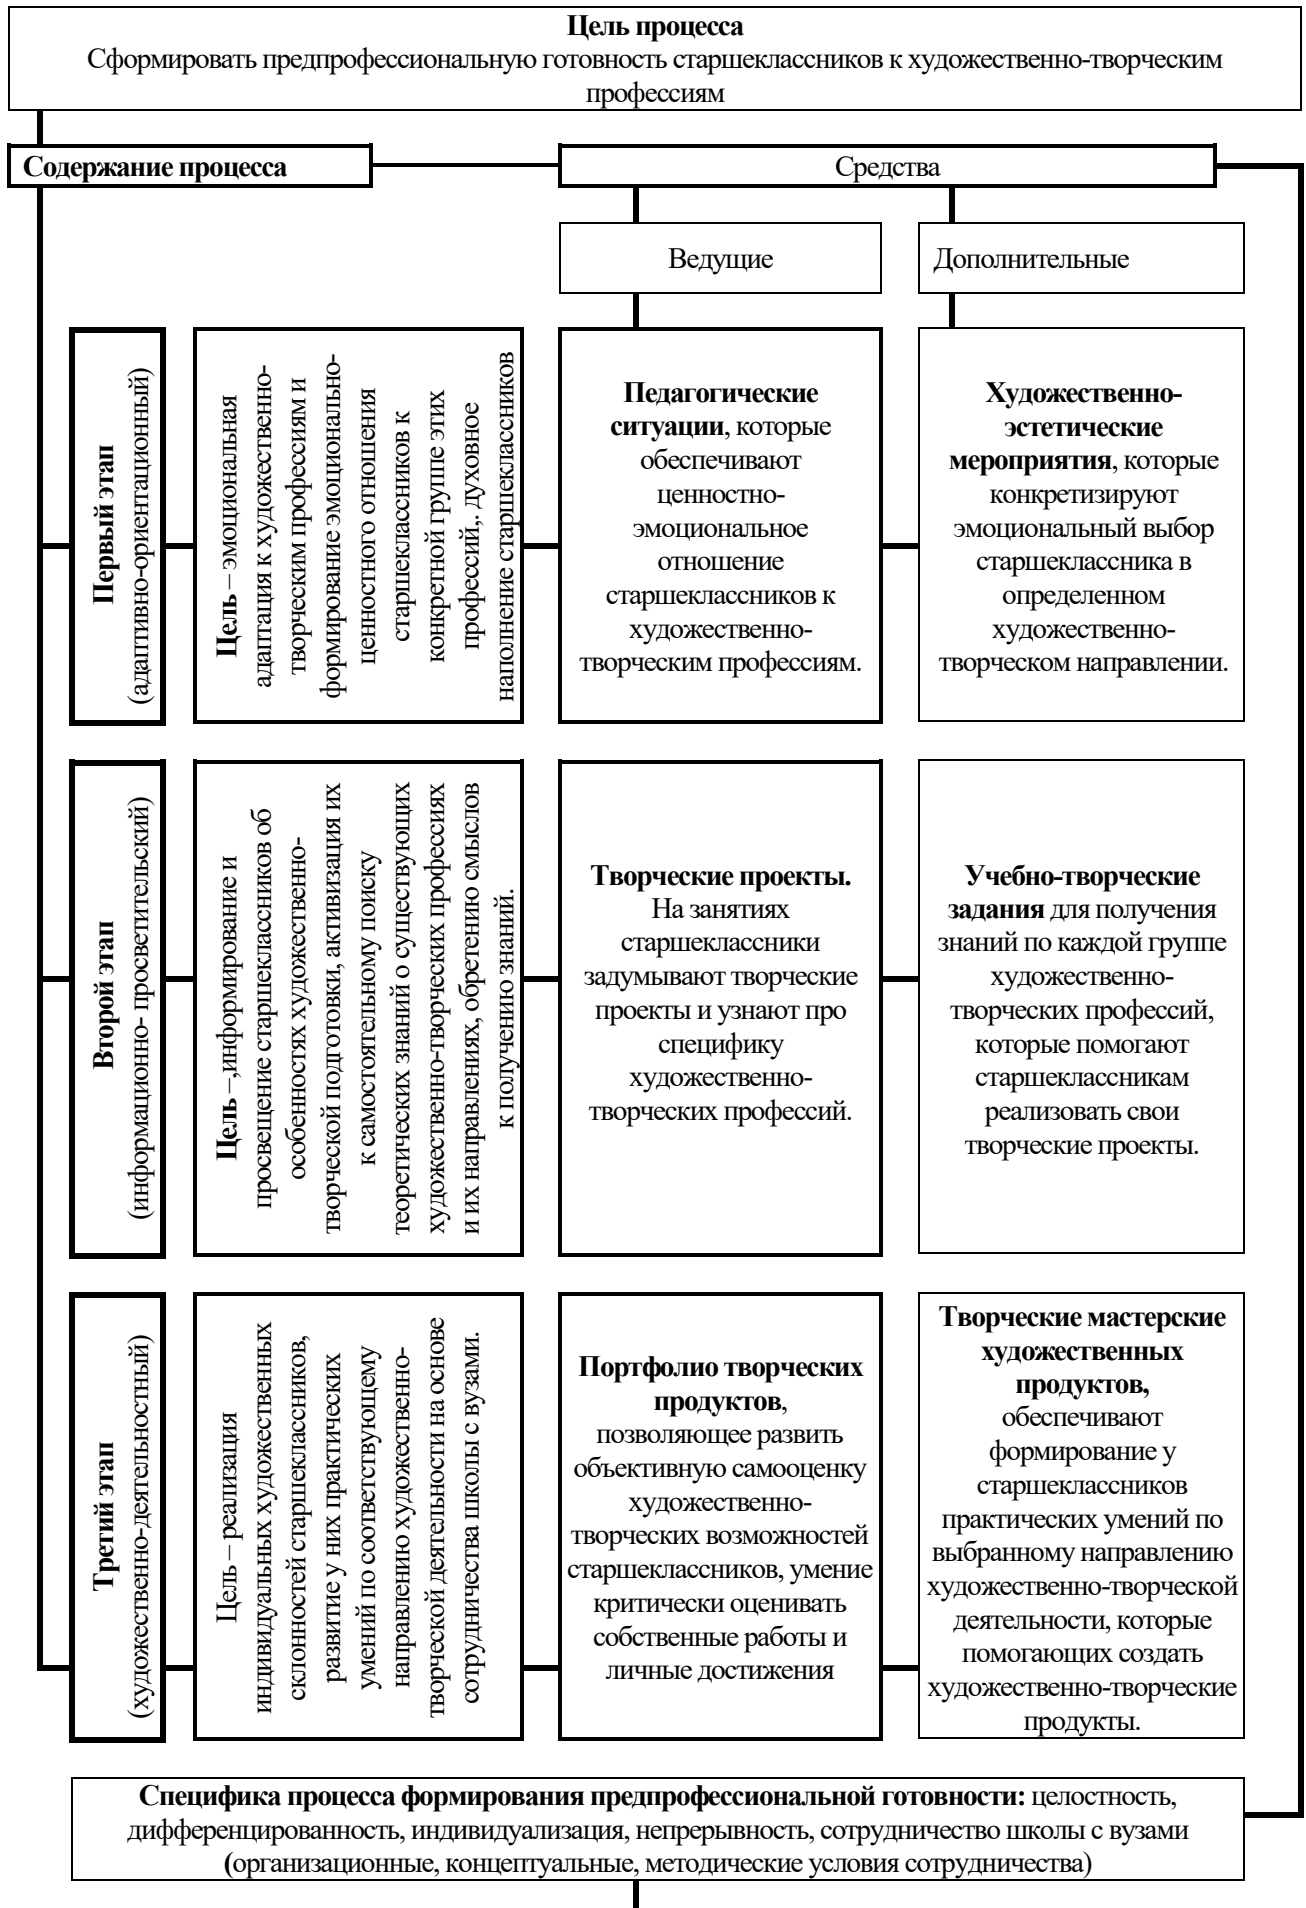 Цель процесса
Сформировать предпрофессиональную готовность старшеклассников к художественно-творческим
профессиям
Содержание процесса
Средства
Ведущие
Дополнительные
Первый этап
(адаптивно-ориентационный)
Цель – эмоциональная
адаптация к художественно-
творческим профессиям и
формирование эмоционально-
ценностного отношения
старшеклассников к
конкретной группе этих
профессий,. духовное
наполнение старшеклассников
Педагогические
ситуации, которые
обеспечивают
ценностно-
эмоциональное
отношение
старшеклассников к
художественно-
творческим профессиям.
Художественно-
эстетические
мероприятия, которые
конкретизируют
эмоциональный выбор
старшеклассника в
определенном
художественно-
творческом направлении.
Второй этап
(информационно- просветительский)
Цель –,информирование и
просвещение старшеклассников об
особенностях художественно-
творческой подготовки, активизация их
к самостоятельному поиску
теоретических знаний о существующих
художественно-творческих профессиях
и их направлениях, обретению смыслов
к получению знаний.
Творческие проекты.
На занятиях
старшеклассники
задумывают творческие
проекты и узнают про
специфику
художественно-
творческих профессий.
Учебно-творческие
задания для получения
знаний по каждой группе
художественно-
творческих профессий,
которые помогают
старшеклассникам
реализовать свои
творческие проекты.
Третий этап
(художественно-деятельностный)
Цель – реализация
индивидуальных художественных
склонностей старшеклассников,
развитие у них практических
умений по соответствующему
направлению художественно-
творческой деятельности на основе
сотрудничества школы с вузами.
Портфолио творческих
продуктов,
позволяющее развить
объективную самооценку
художественно-
творческих возможностей
старшеклассников, умение
критически оценивать
собственные работы и
личные достижения
Творческие мастерские
художественных
продуктов,
обеспечивают
формирование у
старшеклассников
практических умений по
выбранному направлению
художественно-творческой
деятельности, которые
помогающих создать
художественно-творческие
продукты.
Специфика процесса формирования предпрофессиональной готовности: целостность,
дифференцированность, индивидуализация, непрерывность, сотрудничество школы с вузами
(организационные, концептуальные, методические условия сотрудничества)